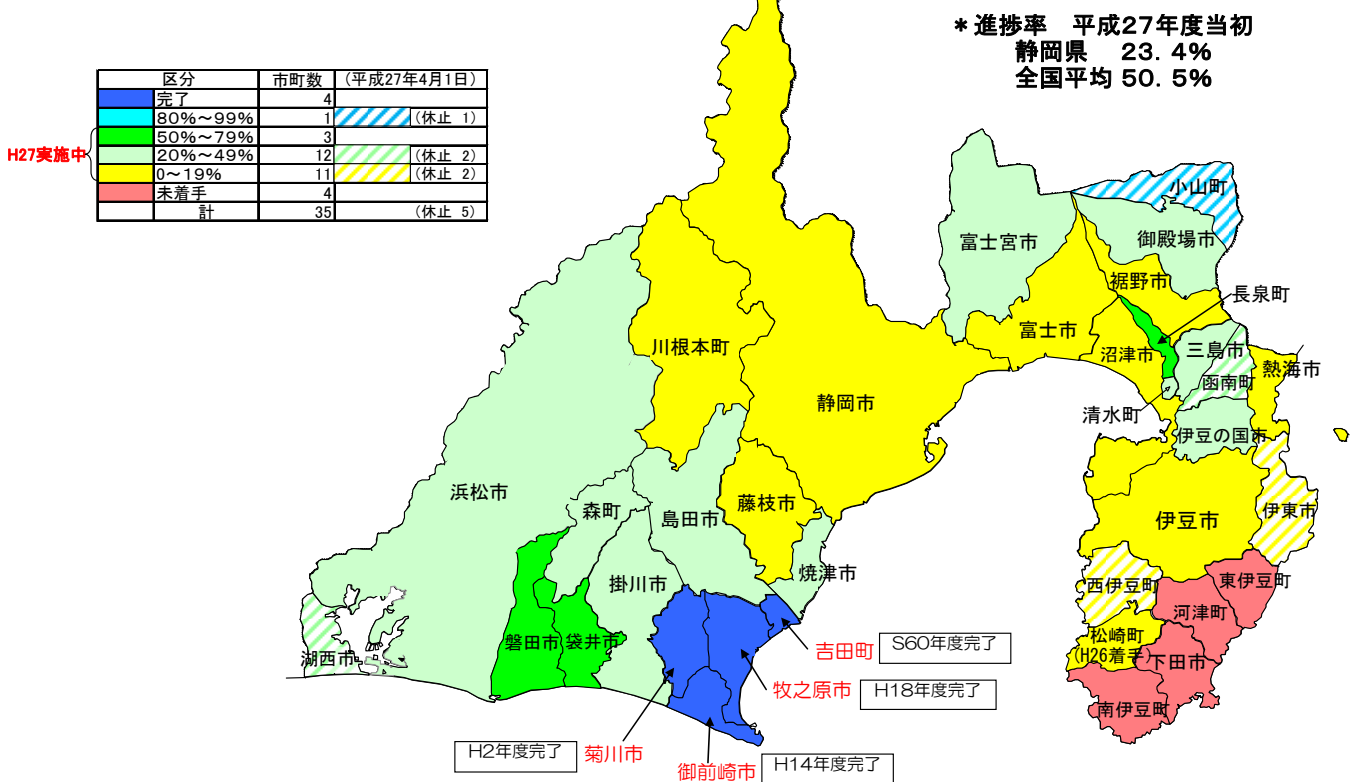 ＊進捗率　平成27年度当初
静岡県　23.4%
全国平均 50.5%
区分 市町数 (平成27年4月1日)
完了 4
80%～99% 1 (休止 1)
50%～79% 3
20%～49% 12 (休止 2)
0～19% 11 (休止 2)
未着手 4
計 35 (休止 5)
H27実施中
小山町
富士宮市
御殿場市
裾野市
長泉町
富士市
沼津市
三島市
熱海市
函南町
清水町
伊豆の国市
川根本町
静岡市
浜松市
森町
島田市
藤枝市
伊豆市
伊東市
掛川市
焼津市
西伊豆町
東伊豆町
河津町
磐田市
袋井市
松崎町
(H26着手)
下田市
湖西市
吉田町
S60年度完了
牧之原市
H18年度完了
南伊豆町
H2年度完了
菊川市
御前崎市
H14年度完了